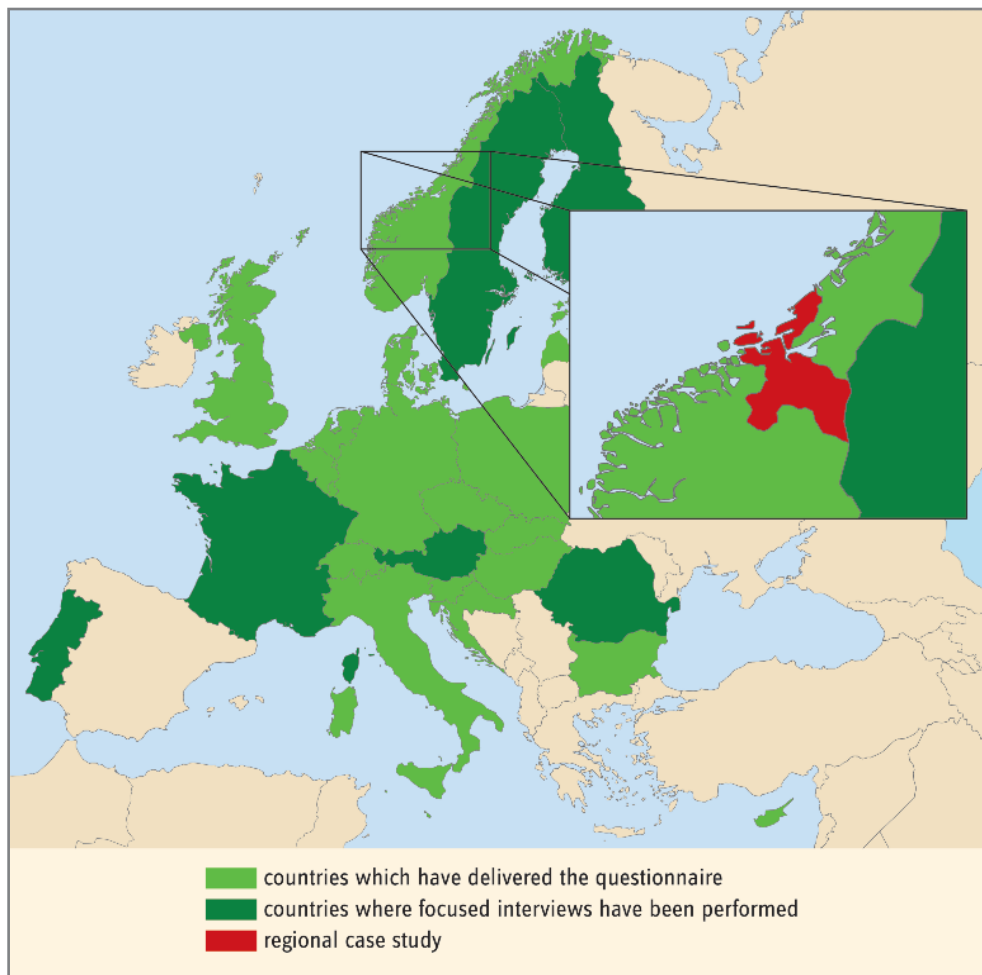 countries which have delivered the questionnaire
countries where focused interviews have been performed
regional case study